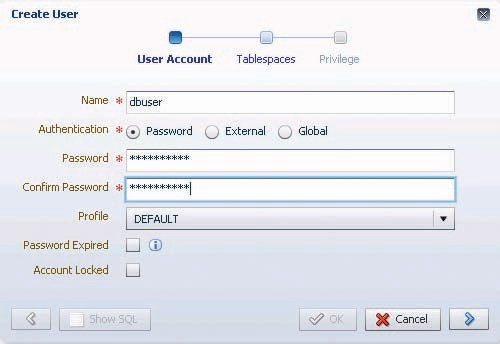 Create User
User Account Tablespaces Privilege
Name * dbuser
Authentication * Password External Global
Password * **********
Confirm Password * **********
Profile DEFAULT
Password Expired
Account Locked
Show SQL OK Cancel